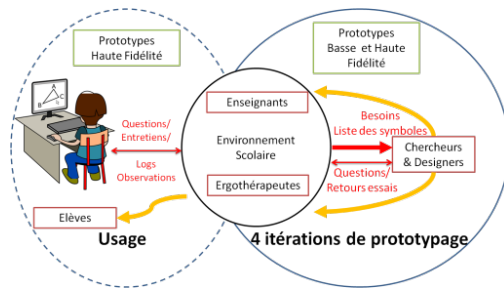 Prototypes
Haute Fidélité
Prototypes
Basse et Haute
Fidélité
A
B
C
Questions/
Entretiens/
Logs
Observations
Enseignants
Environnement
Scolaire
Ergothérapeutes
Besoins
Liste des symboles
Chercheurs
& Designers
Questions/
Retours essais
Elèves
Usage
4 itérations de prototypage